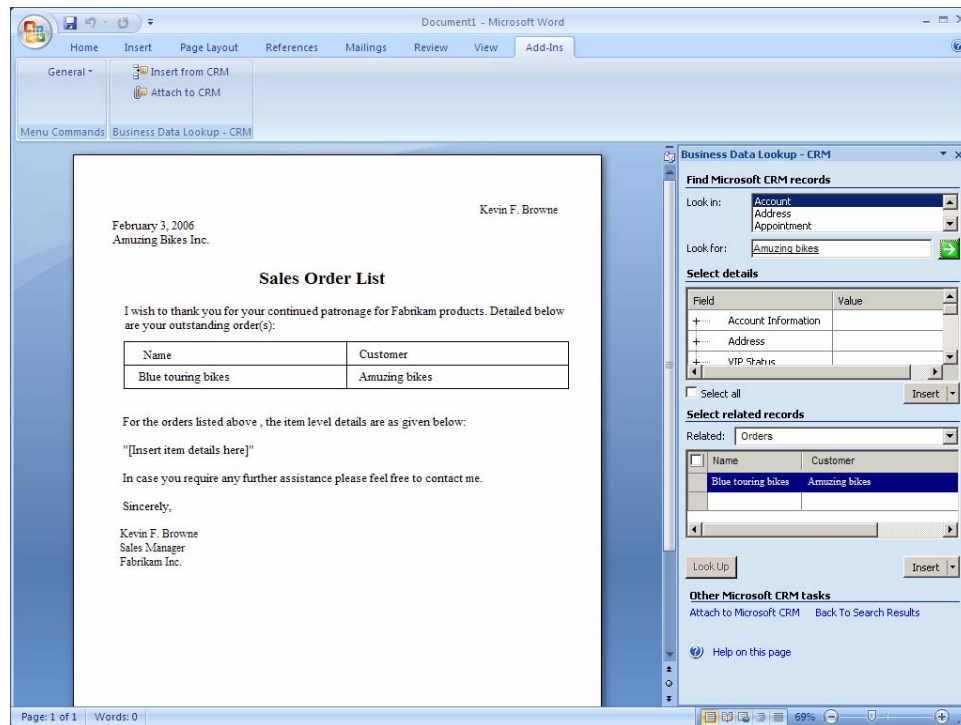 Document1 - Microsoft Word
Home Insert Page Layout References Mailings Review View Add-Ins
General
Insert from CRM
Attach to CRM
Menu Commands Business Data Lookup - CRM
Kevin F. Browne
February 3, 2006
Amazing Bikes Inc.
Sales Order List
I wish to thank you for your continued patronage for Fabrikam products. Detailed below
are your outstanding order(s):
Name Customer
Blue touring bikes Amuzing bikes
For the orders listed above , the item level details are as given below:
"[Insert item details here]"
In case you require any further assistance please feel free to contact me.
Sincerely,
Kevin F. Browne
Sales Manager
Fabrikam Inc.
Business Data Lookup - CRM
Find Microsoft CRM records
Look in: Account
Address
Appointment
Look for: Amuzing bikes
Select details
Field Value
Account Information
Address
VIP Status
Select all Insert
Select related records
Related: Orders
Name Customer
Blue touring bikes Amuzing bikes
Look Up Insert
Other Microsoft CRM tasks
Attach to Microsoft CRM Back To Search Results
Help on this page
Page: 1 of 1 Words: 0 69%